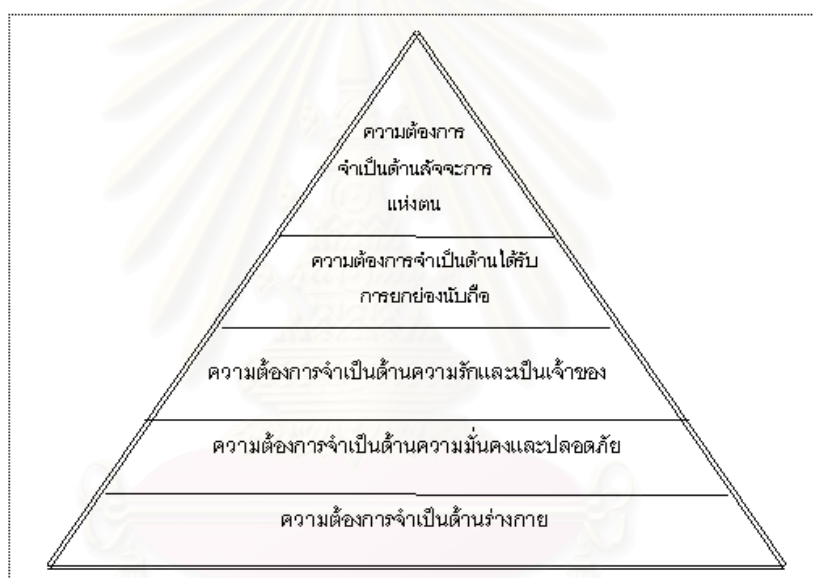 ความต้องการ
จำเป็นด้านสัจจะการ
แห่งตน
ความต้องการจำเป็นด้านได้รับ
การยกย่องนับถือ
ความต้องการจำเป็นด้านความรักและเป็นเจ้าของ
ความต้องการจำเป็นด้านความมั่นคงและปลอดภัย
ความต้องการจำเป็นด้านร่างกาย